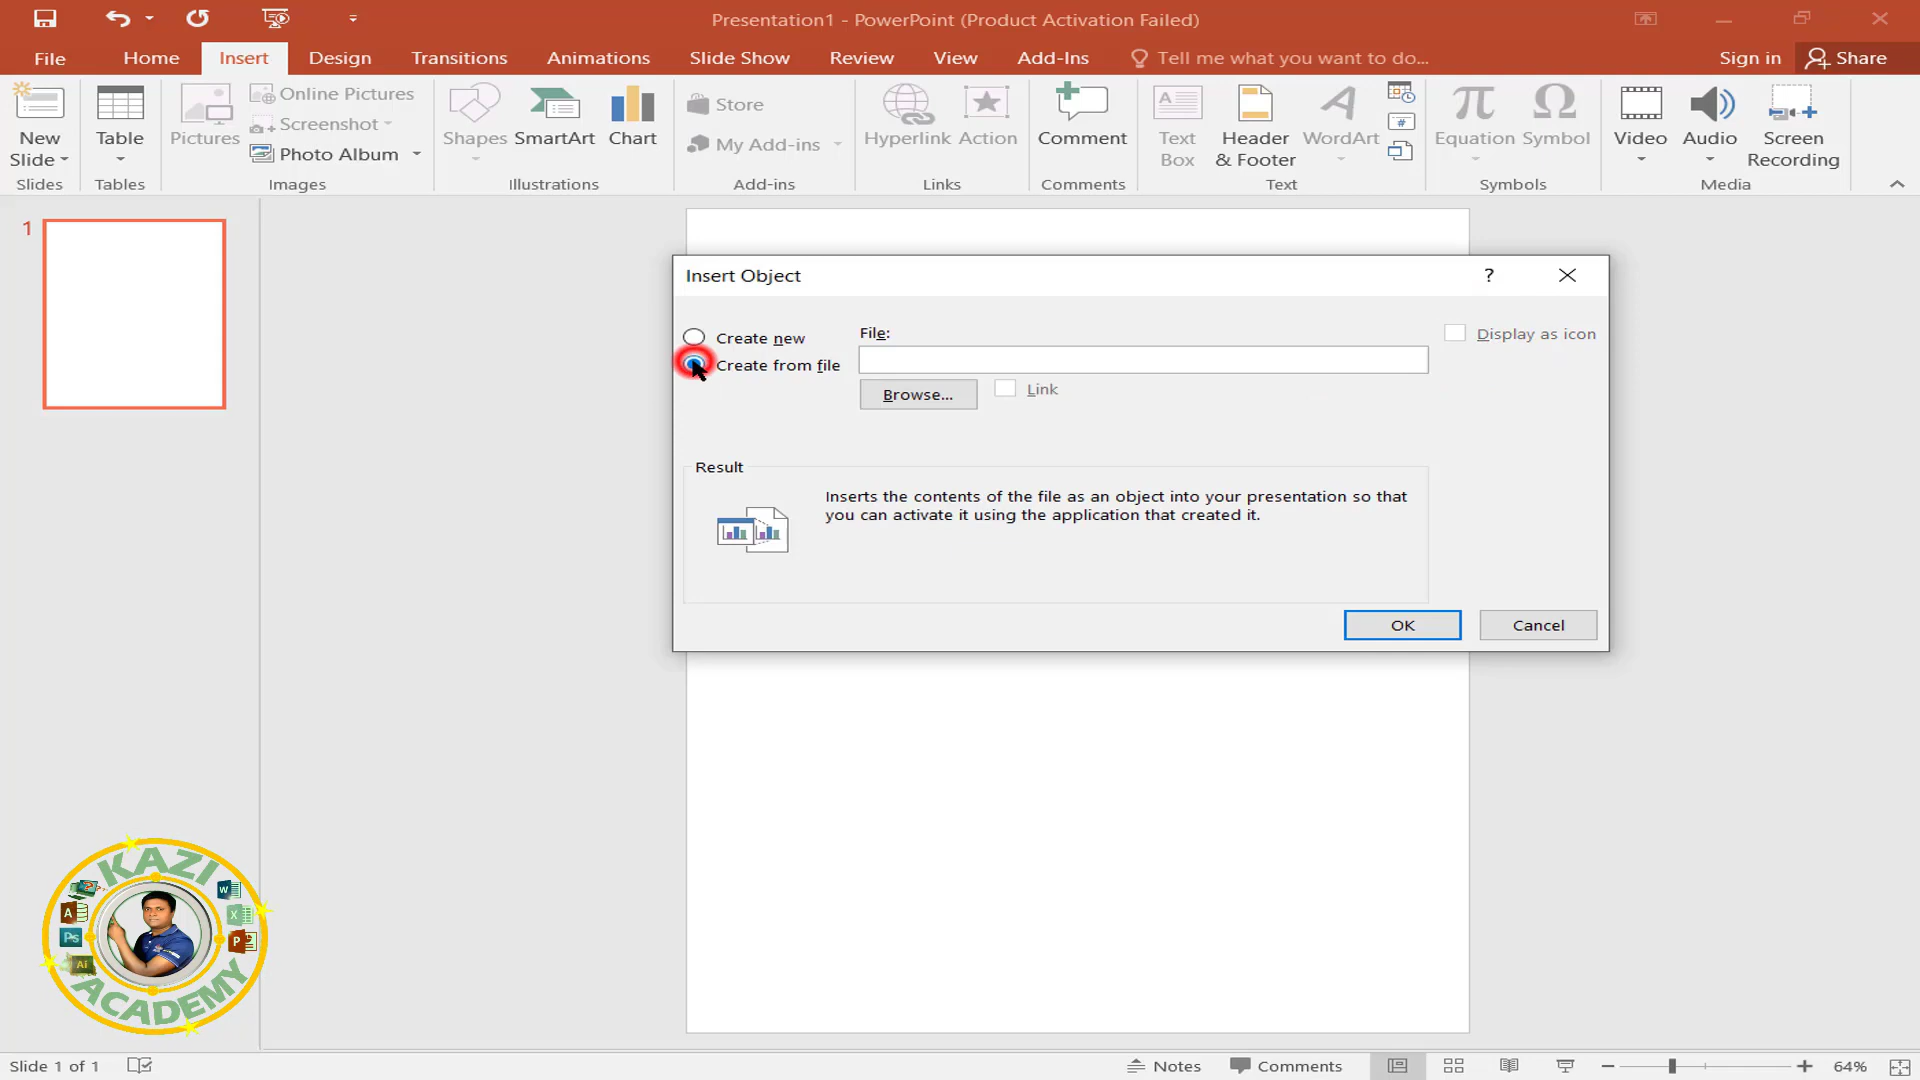 Presentation1 - PowerPoint (Product Activation Failed)
File Home Insert Design Transitions Animations Slide Show Review View Add-Ins Tell me what you want to do... Sign in Share
New Slide
Slides
Table
Tables
Pictures
Online Pictures
Screenshot
Photo Album
Images
Shapes
SmartArt
Chart
Illustrations
Store
My Add-ins
Add-ins
Hyperlink
Action
Links
Comment
Comments
Text Box
Header & Footer
WordArt
Text
Equation
Symbol
Symbols
Video
Audio
Screen Recording
Media
1
Insert Object
?
Create new
Create from file
File:
Browse...
Link
Display as icon
Result
Inserts the contents of the file as an object into your presentation so that
you can activate it using the application that created it.
OK
Cancel
KAZI
ACADEMY
Slide 1 of 1
Notes
Comments
64%